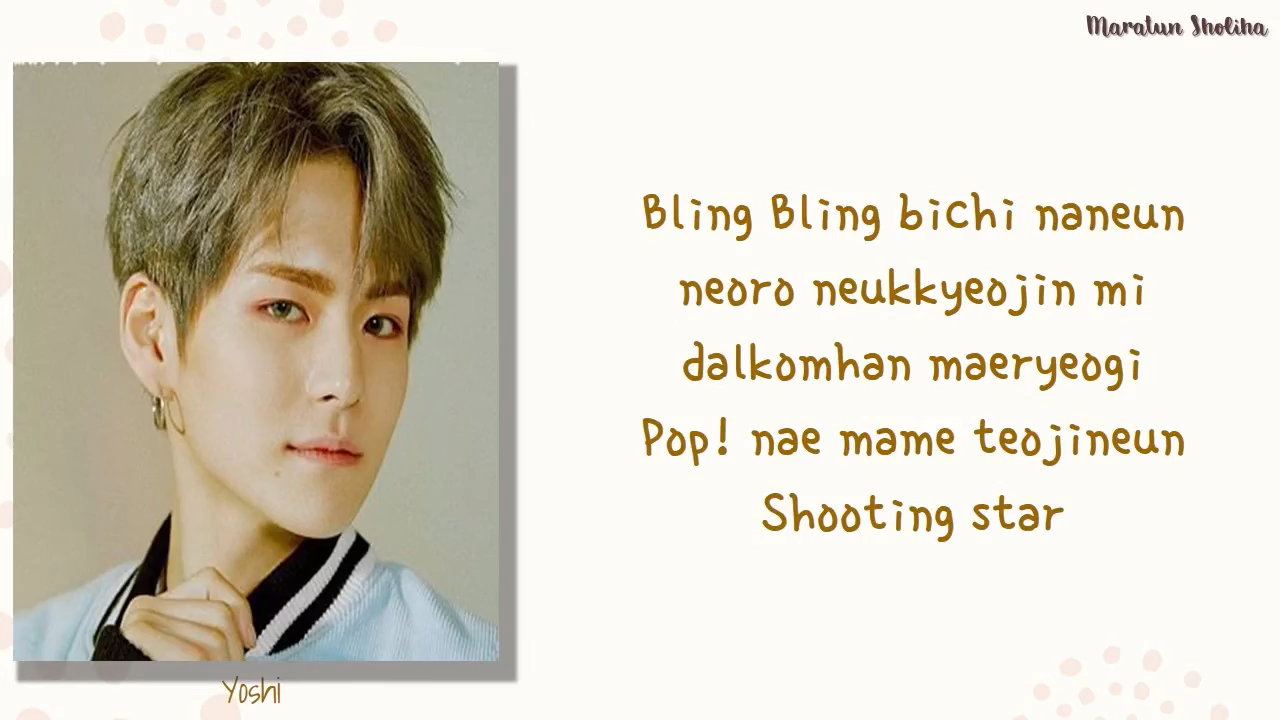 Maratun Sholiha
Bling Bling bichi naneun
neoro neukkyeojin mi
dalkomhan maeryeogi
Pop! nae mame teojineun
Shooting star
Yoshi